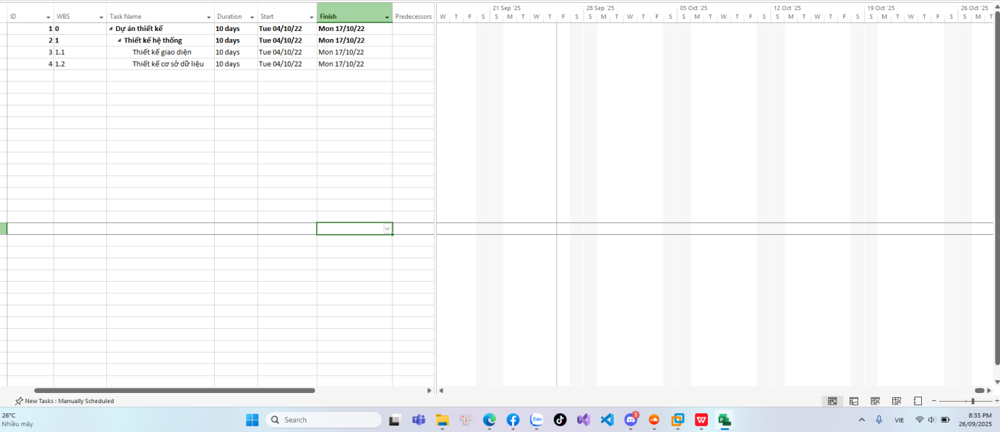 ID WBS Task Name Duration Start Finish Predecessors
1 0 Dự án thiết kế 10 days Tue 04/10/22 Mon 17/10/22
2 1 Thiết kế hệ thống 10 days Tue 04/10/22 Mon 17/10/22
3 1.1 Thiết kế giao diện 10 days Tue 04/10/22 Mon 17/10/22
4 1.2 Thiết kế cơ sở dữ liệu 10 days Tue 04/10/22 Mon 17/10/22
21 Sep '25 28 Sep '25 05 Oct '25 12 Oct '25 19 Oct '25 26 Oct '25
W T F S S M T W T F S S M T W T F S S M T W T F S S M T W T F S S M T W T F S S M T
New Tasks : Manually Scheduled
26°C
Nhiều mây
Search
Zalo
1
W
VIE
8:35 PM
26/09/2025